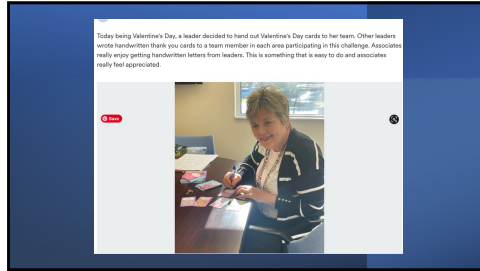 Today being Valentine's Day, a leader decided to hand out Valentine's Day cards to her team. Other leaders
wrote handwritten thank you cards to a team member in each area participating in this challenge. Associates
really enjoy getting handwritten letters from leaders. This is something that is easy to do and associates
really feel appreciated.
Save